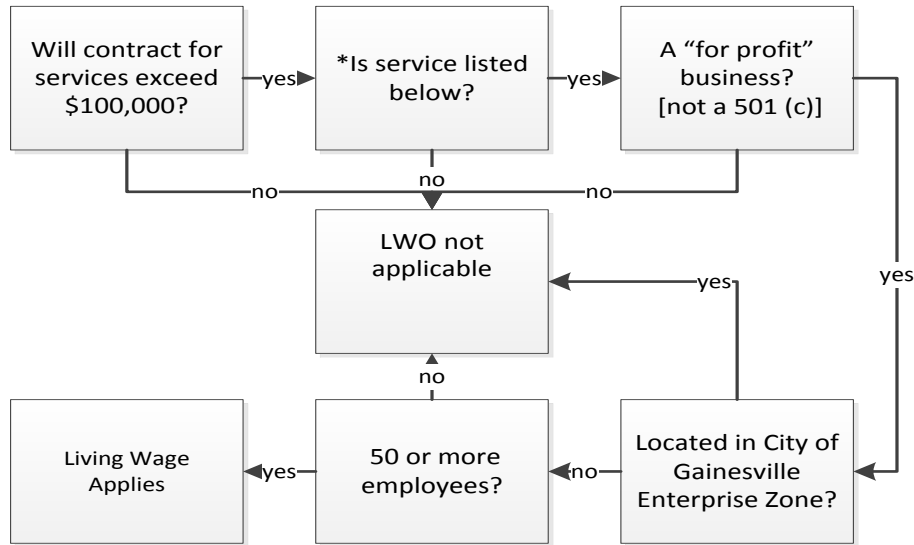 Will contract for
services exceed
$100,000?
yes
*Is service listed
below?
yes
A “for profit”
business?
[not a 501 (c)]
no
no
no
LWO not
applicable
yes
yes
no
Living Wage
Applies
yes
50 or more
employees?
no
Located in City of
Gainesville
Enterprise Zone?